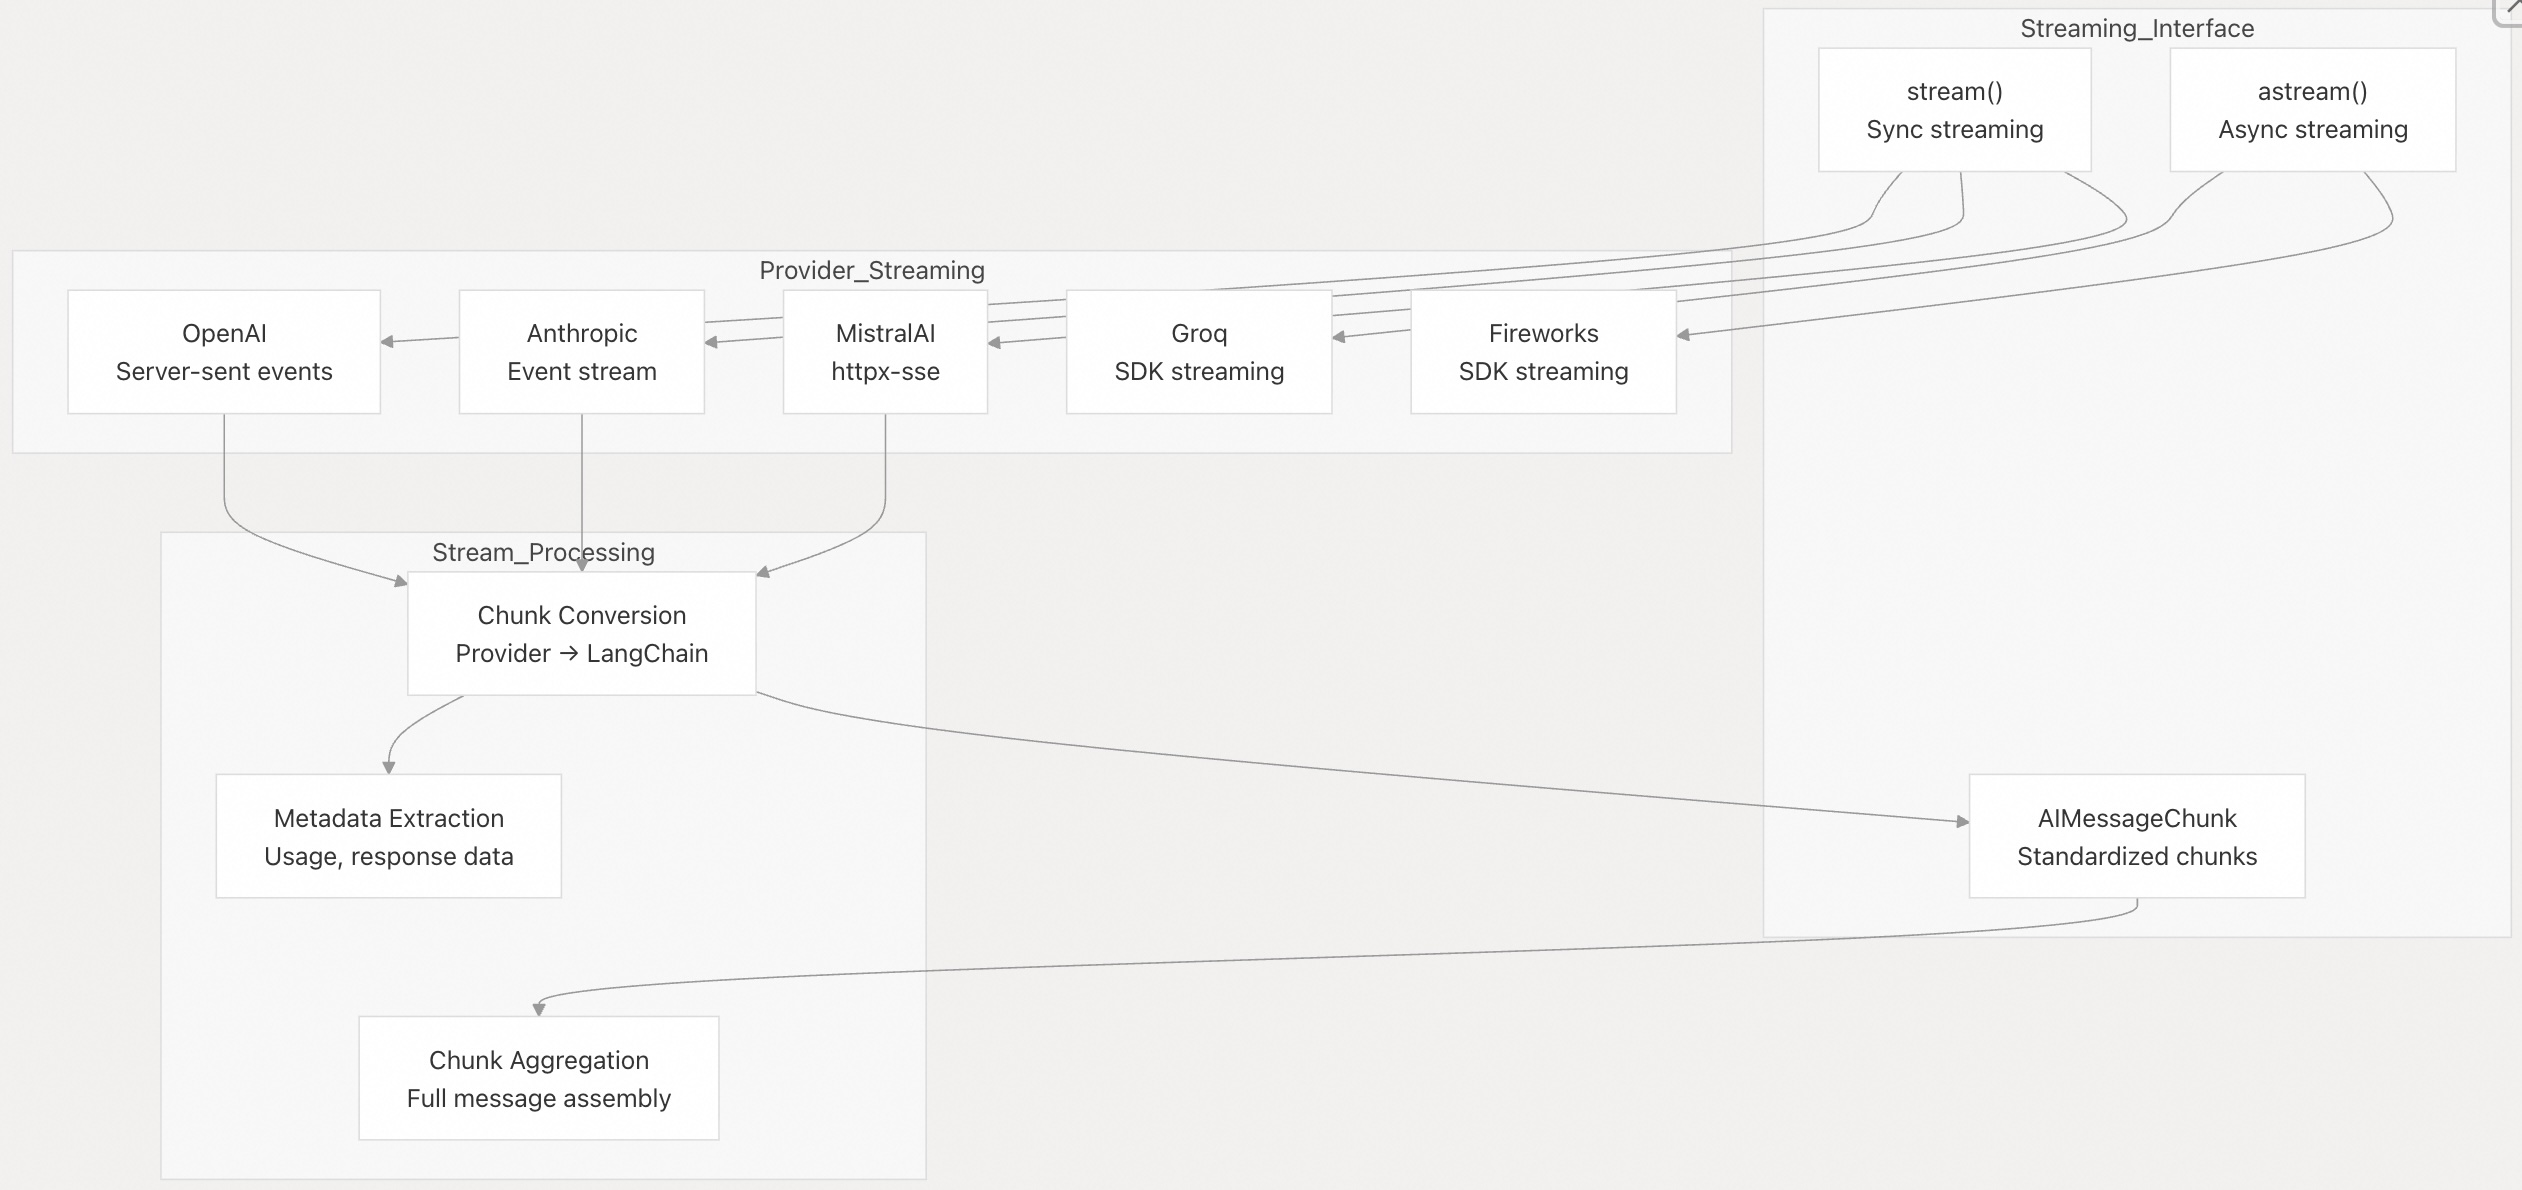 Streaming_Interface
stream()
Sync streaming
astream()
Async streaming
Provider_Streaming
OpenAI
Server-sent events
Anthropic
Event stream
MistralAI
httpx-sse
Groq
SDK streaming
Fireworks
SDK streaming
Stream_Processing
Chunk Conversion
Provider → LangChain
Metadata Extraction
Usage, response data
AIMessageChunk
Standardized chunks
Chunk Aggregation
Full message assembly